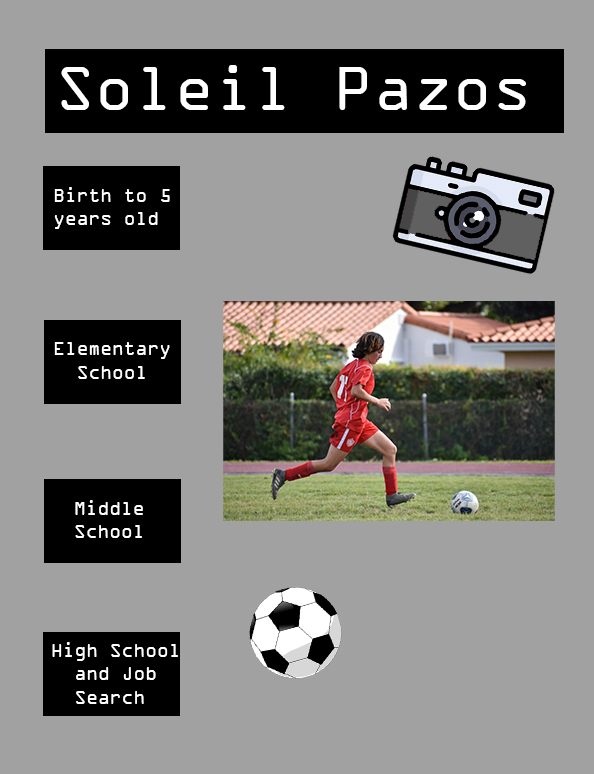 Soleil Pazos
Birth to 5
years old
Elementary
School
Middle
School
High School
and Job
Search